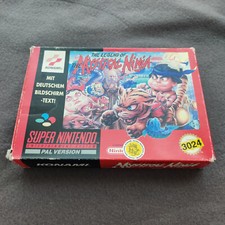 THE LEGEND OF
MYSTICAL NINJA
MIT
DEUTSCHEM
BILDSCHIRM
-TEXT!
SUPER NINTENDO
ENTERTAINMENT SYSTEM
PAL VERSION
3024
KONAMI
MYSTICAL NINJA